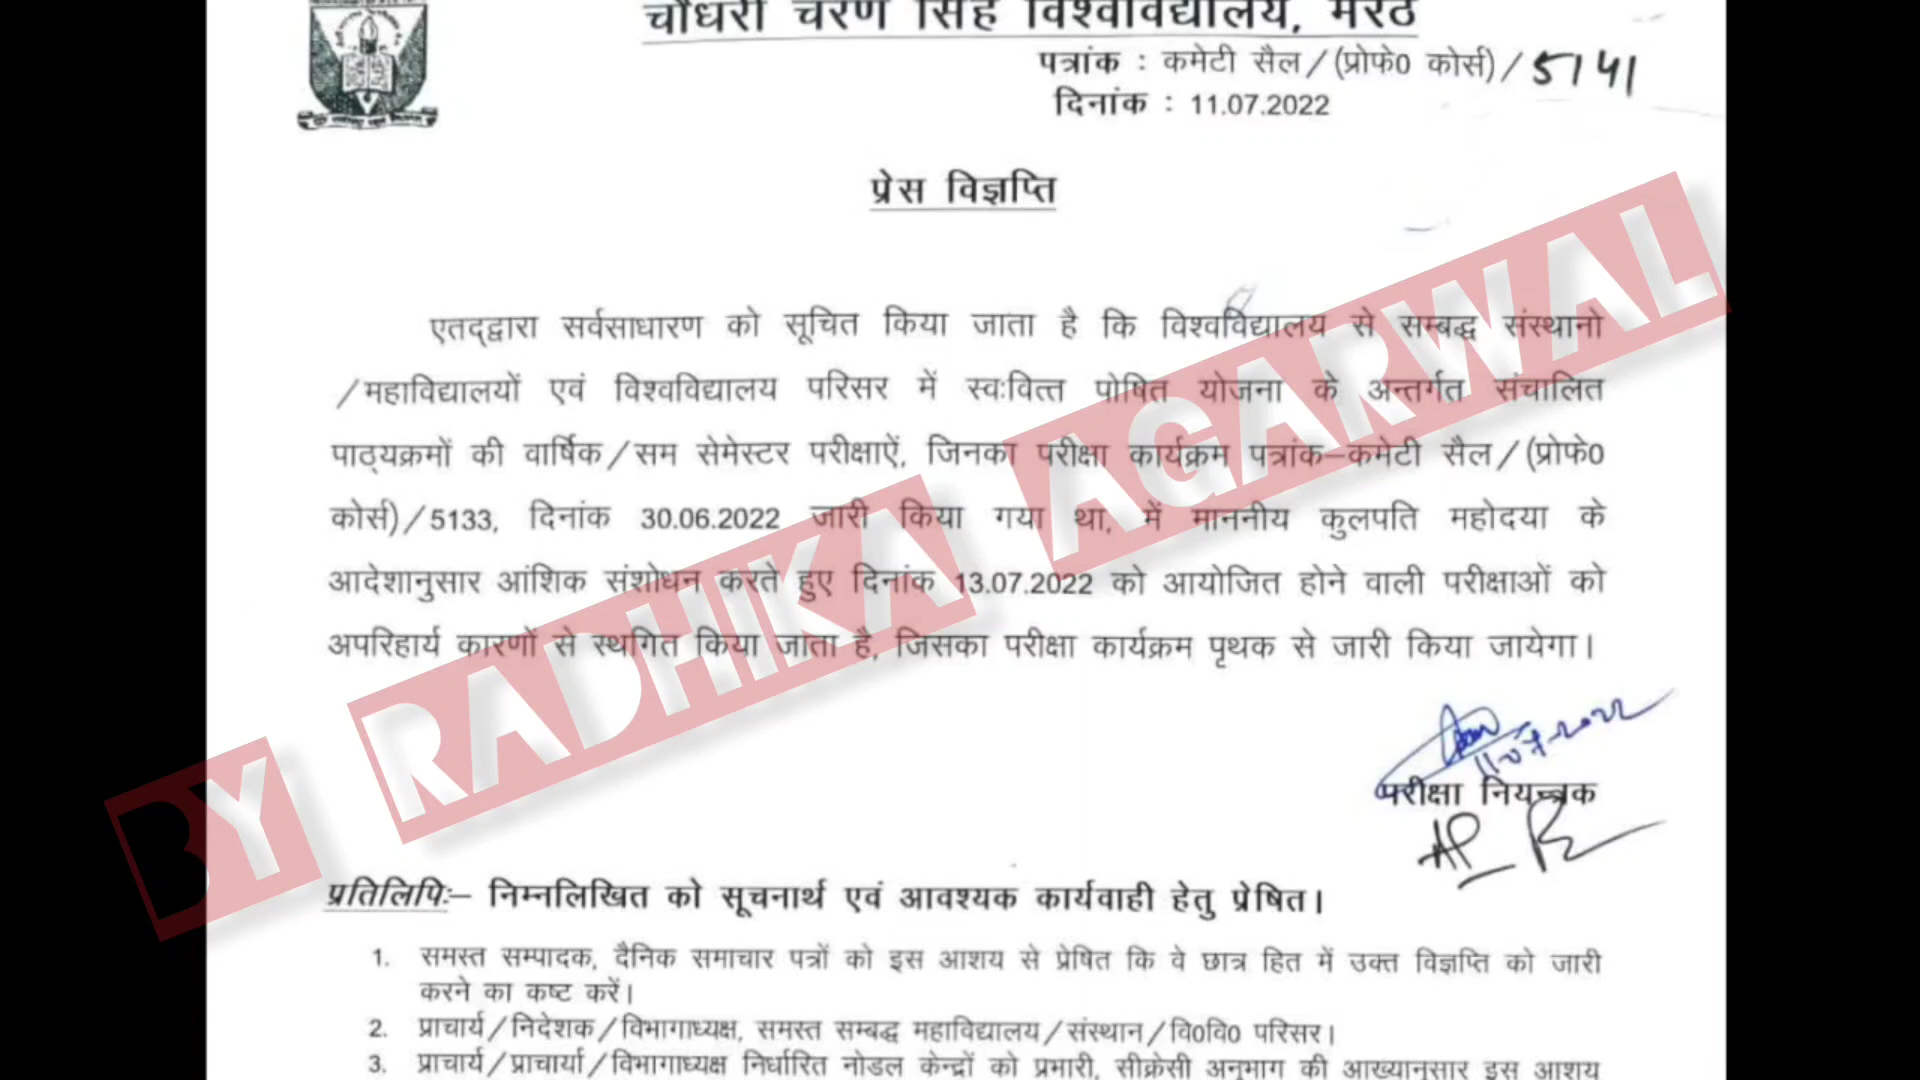 चौधरी चरण सिंह विश्वविद्यालय, मेरठ
पत्रांक : कमेटी सैल/(प्रोफे0 कोर्स)/5141
दिनांक : 11.07.2022
प्रेस विज्ञप्ति
एतद्द्वारा सर्वसाधारण को सूचित किया जाता है कि विश्वविद्यालय से सम्बद्ध संस्थानो
/महाविद्यालयों एवं विश्वविद्यालय परिसर में स्व:वित्त पोषित योजना के अन्तर्गत संचालित
पाठ्यक्रमों की वार्षिक/सम सेमेस्टर परीक्षाऐं, जिनका परीक्षा कार्यक्रम पत्रांक–कमेटी सैल/(प्रोफे0
कोर्स)/5133, दिनांक 30.06.2022 जारी किया गया था, में माननीय कुलपति महोदया के
आदेशानुसार आंशिक संशोधन करते हुए दिनांक 13.07.2022 को आयोजित होने वाली परीक्षाओं को
अपरिहार्य कारणों से स्थगित किया जाता है, जिसका परीक्षा कार्यक्रम पृथक से जारी किया जायेगा।
BY RADHIKA AGARWAL
11-07-2022
परीक्षा नियन्त्रक
प्रतिलिपिः– निम्नलिखित को सूचनार्थ एवं आवश्यक कार्यवाही हेतु प्रेषित।
1. समस्त सम्पादक, दैनिक समाचार पत्रों को इस आशय से प्रेषित कि वे छात्र हित में उक्त विज्ञप्ति को जारी
करने का कष्ट करें।
2. प्राचार्य/निदेशक/विभागाध्यक्ष, समस्त सम्बद्ध महाविद्यालय/संस्थान/वि0वि0 परिसर।
3. प्राचार्य/प्राचार्या/विभागाध्यक्ष निर्धारित नोडल केन्द्रों को प्रभारी, सीक्रेसी अनुभाग की आख्यानुसार इस आशय